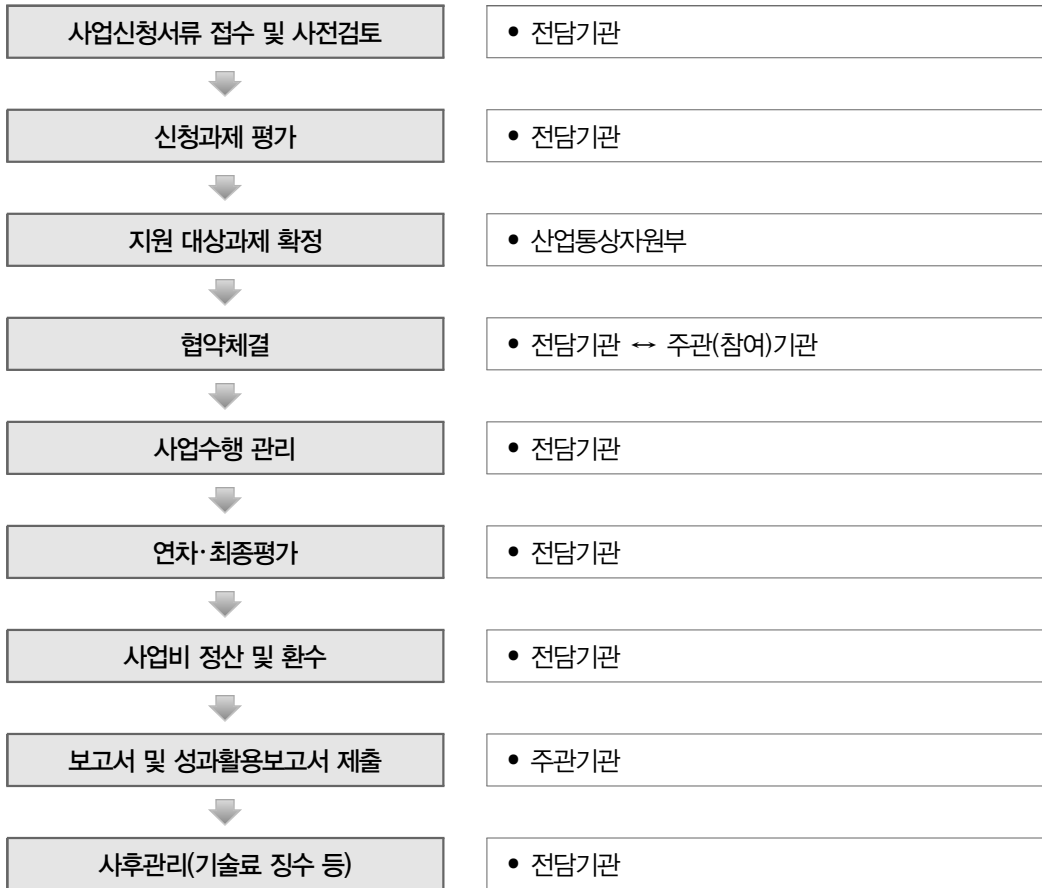 사업신청서류 접수 및 사전검토
• 전담기관
신청과제 평가
• 전담기관
지원 대상과제 확정
• 산업통상자원부
협약체결
• 전담기관 ↔ 주관(참여)기관
사업수행 관리
• 전담기관
연차·최종평가
• 전담기관
사업비 정산 및 환수
• 전담기관
보고서 및 성과활용보고서 제출
• 주관기관
사후관리(기술료 징수 등)
• 전담기관